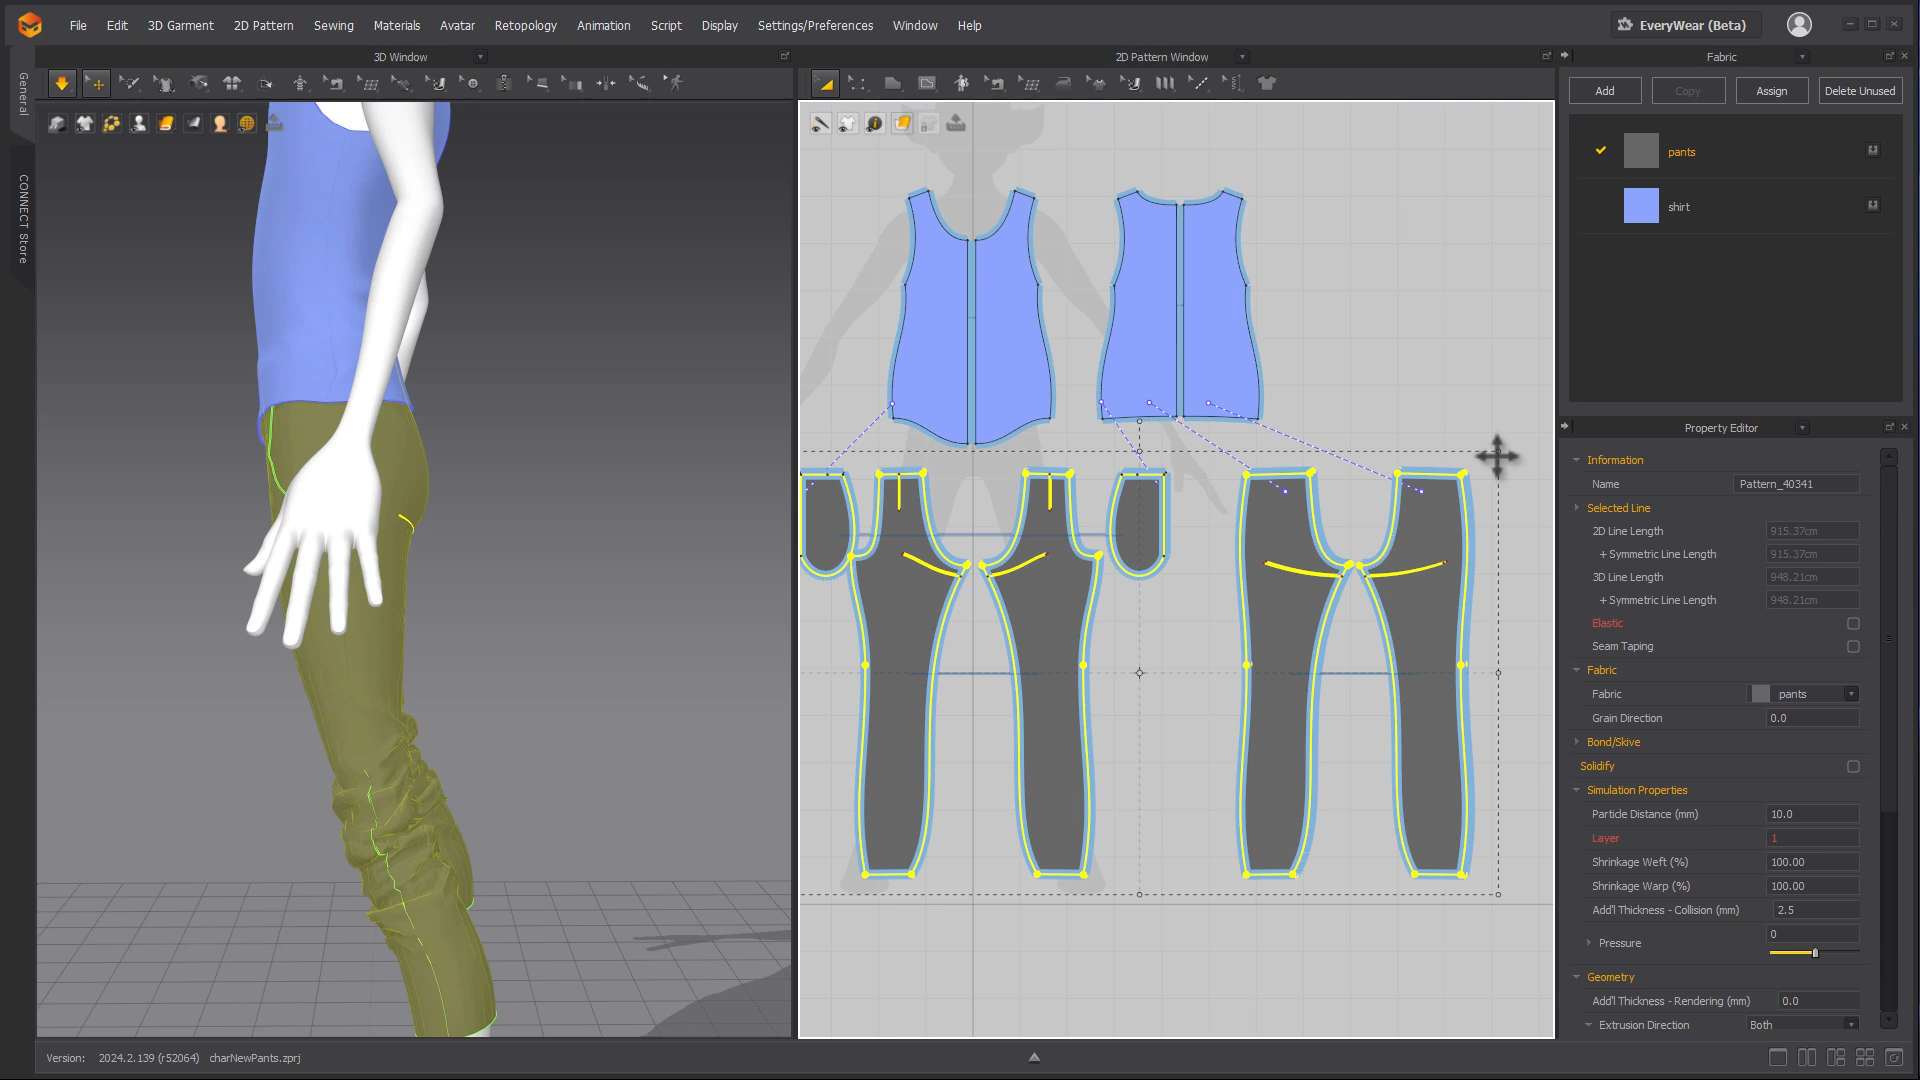 File Edit 3D Garment 2D Pattern Sewing Materials Avatar Retopology Animation Script Display Settings/Preferences Window Help EveryWear (Beta)
3D Window 2D Pattern Window Fabric
General
CONNECT Store
Add Copy Assign Delete Unused
pants
shirt
Property Editor
Information
Name Pattern_40341
Selected Line
2D Line Length 915.37cm
+ Symmetric Line Length 915.37cm
3D Line Length 948.21cm
+ Symmetric Line Length 948.21cm
Elastic
Seam Taping
Fabric
Fabric pants
Grain Direction 0.0
Bond/Skive
Solidify
Simulation Properties
Particle Distance (mm) 10.0
Layer 1
Shrinkage Weft (%) 100.00
Shrinkage Warp (%) 100.00
Add'l Thickness - Collision (mm) 2.5
Pressure 0
Geometry
Add'l Thickness - Rendering (mm) 0.0
Extrusion Direction Both
Version: 2024.2.139 (r52064) charNewPants.zprj